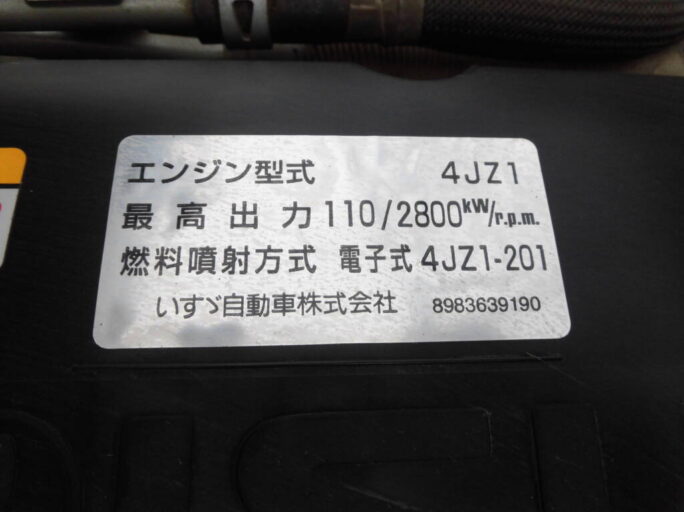 エンジン型式 4JZ1
最高出力 110/2800kW/r.p.m.
燃料噴射方式 電子式 4JZ1-201
いすゞ自動車株式会社 8983639190